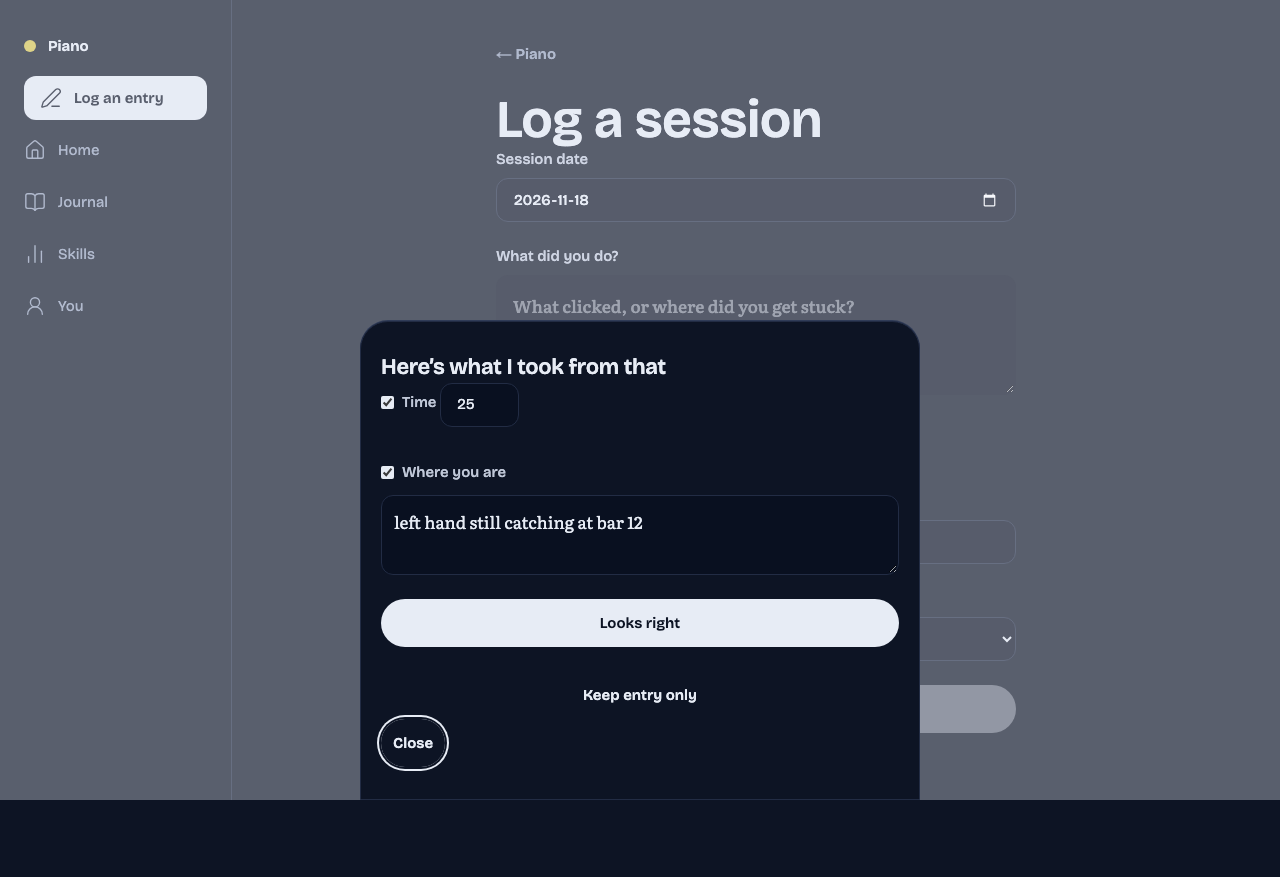 Piano
Log an entry
Home
Journal
Skills
You
← Piano
Log a session
Session date
2026-11-18
What did you do?
What clicked, or where did you get stuck?
Here's what I took from that
Time 25
Where you are
left hand still catching at bar 12
Looks right
Keep entry only
Close